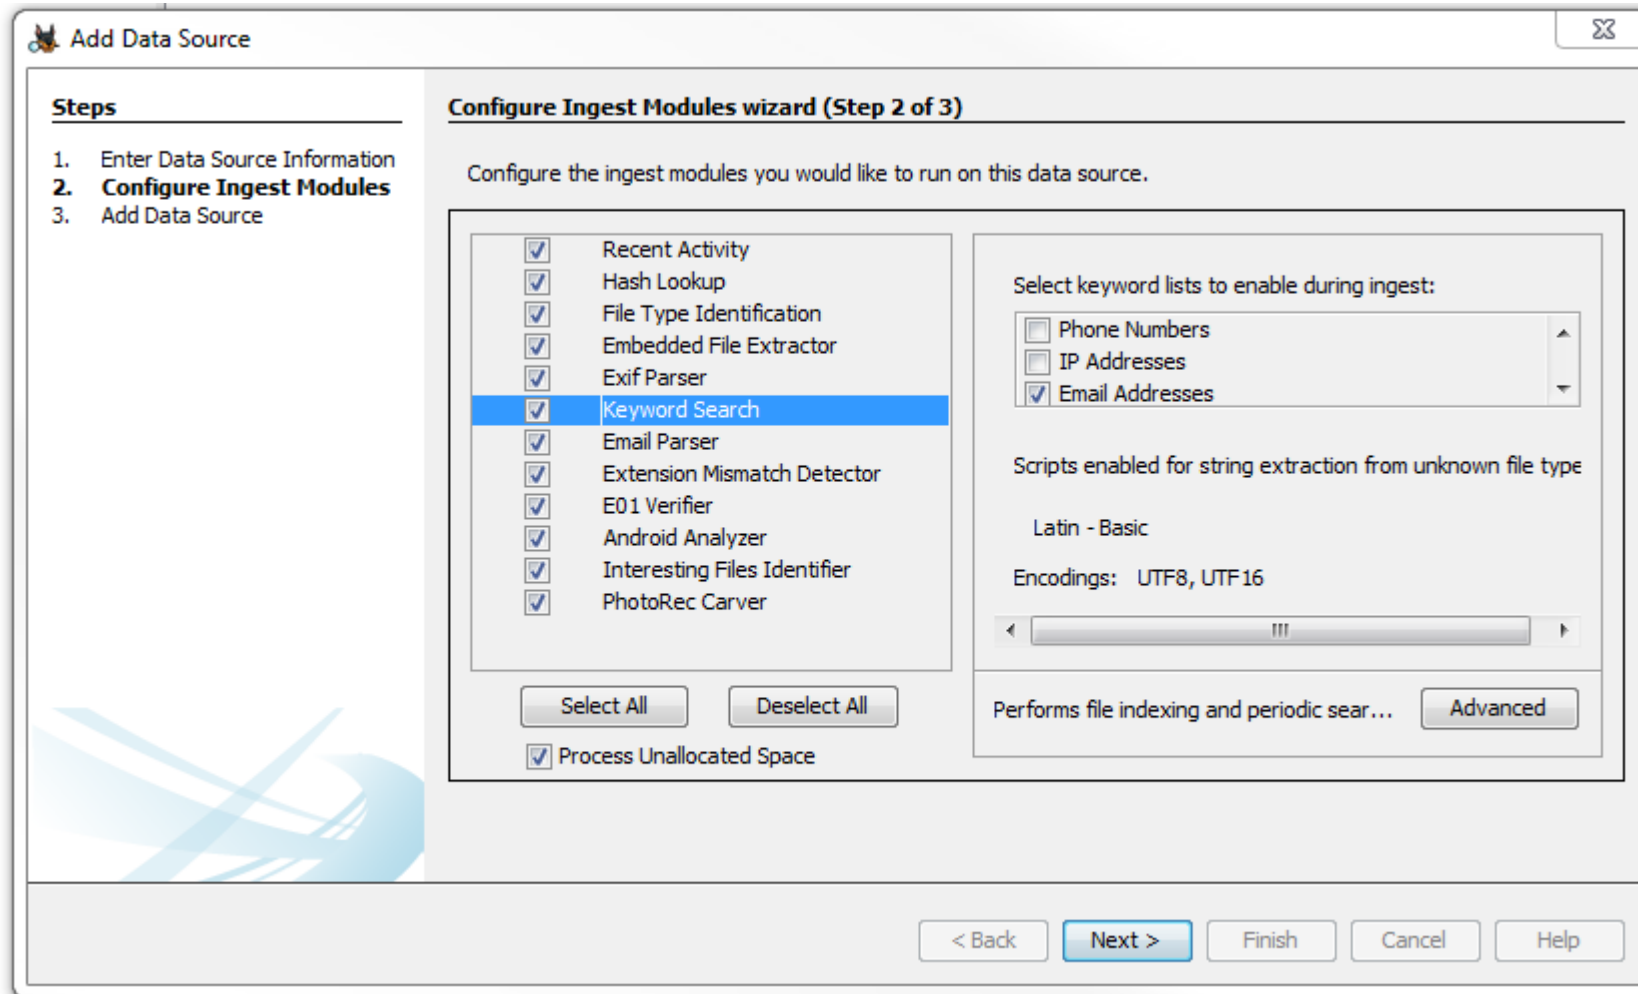 Add Data Source
Steps
1. Enter Data Source Information
2. Configure Ingest Modules
3. Add Data Source
Configure Ingest Modules wizard (Step 2 of 3)
Configure the ingest modules you would like to run on this data source.
Recent Activity
Hash Lookup
File Type Identification
Embedded File Extractor
Exif Parser
Keyword Search
Email Parser
Extension Mismatch Detector
E01 Verifier
Android Analyzer
Interesting Files Identifier
PhotoRec Carver
Select All
Deselect All
Process Unallocated Space
Select keyword lists to enable during ingest:
Phone Numbers
IP Addresses
Email Addresses
Scripts enabled for string extraction from unknown file type
Latin - Basic
Encodings: UTF8, UTF16
Performs file indexing and periodic sear...
Advanced
< Back
Next >
Finish
Cancel
Help